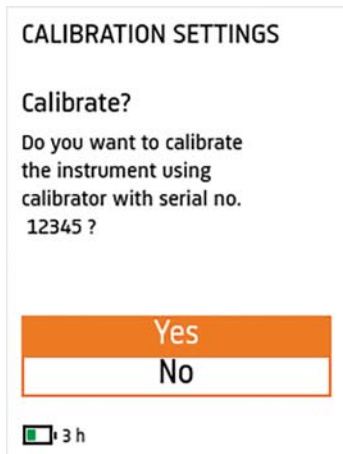 CALIBRATION SETTINGS
Calibrate?
Do you want to calibrate
the instrument using
calibrator with serial no.
12345 ?
Yes
No
3 h